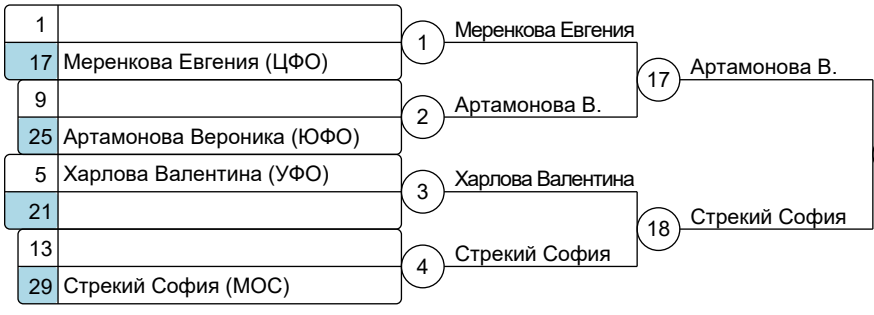 1
17 Меренкова Евгения (ЦФО)
9
25 Артамонова Вероника (ЮФО)
5 Харлова Валентина (УФО)
21
13
29 Стрекий София (МОС)
1 Меренкова Евгения
2 Артамонова В.
3 Харлова Валентина
4 Стрекий София
17 Артамонова В.
18 Стрекий София